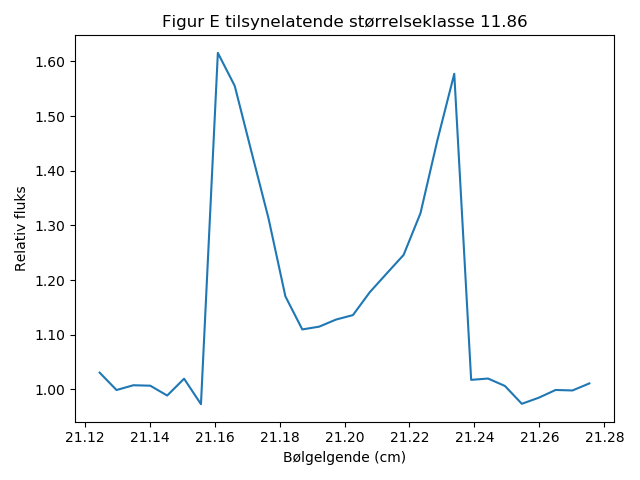 Figur E tilsynelatende størrelseklasse 11.86
1.60
1.50
1.40
1.30
1.20
1.10
1.00
Relativ fluks
21.12 21.14 21.16 21.18 21.20 21.22 21.24 21.26 21.28
Bølgelgende (cm)